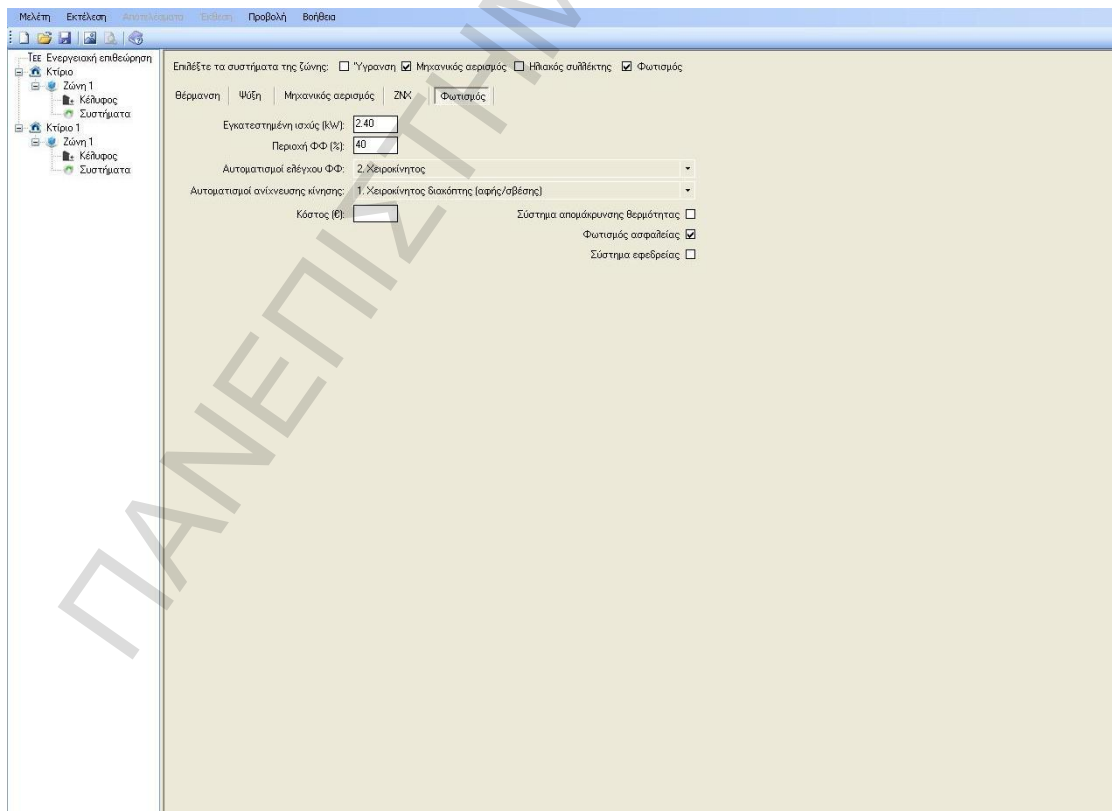 Μελέτη Εκτέλεση Αποτελέσματα Έκθεση Προβολή Βοήθεια
ΤΕΕ Ενεργειακή επιθεώρηση
Κτίριο
Ζώνη 1
Κέλυφος
Συστήματα
Κτίριο 1
Ζώνη 1
Κέλυφος
Συστήματα
Επιλέξτε τα συστήματα της ζώνης: Ύγρανση Μηχανικός αερισμός Ηλιακός συλλέκτης Φωτισμός
Θέρμανση Ψύξη Μηχανικός αερισμός ΖΝΧ Φωτισμός
Εγκατεστημένη ισχύς (kW): 2.40
Περιοχή ΦΦ (%): 40
Αυτοματισμοί ελέγχου ΦΦ: 2. Χειροκίνητος
Αυτοματισμοί ανίχνευσης κίνησης: 1. Χειροκίνητος διακόπτης (αφής/σβέσης)
Κόστος (€): Σύστημα απομάκρυνσης θερμότητας
Φωτισμός ασφαλείας
Σύστημα εφεδρείας
ΠΑΝΕΠΙΣΤΗΜ